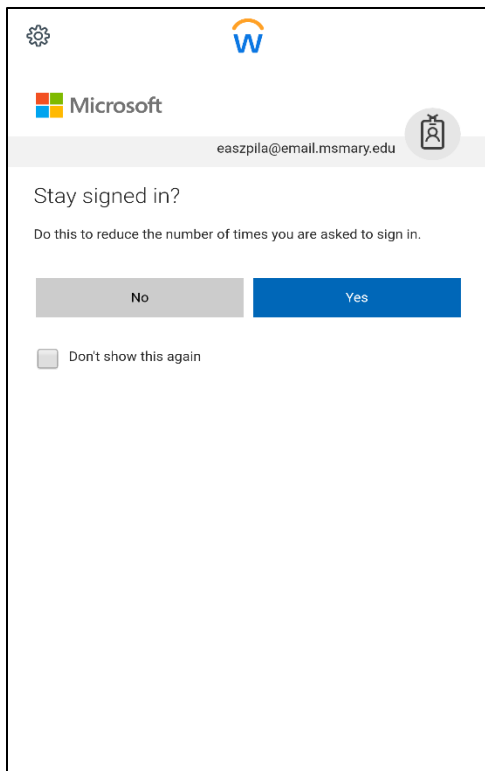 W
Microsoft
easzpila@email.msmary.edu
Stay signed in?
Do this to reduce the number of times you are asked to sign in.
No
Yes
Don't show this again